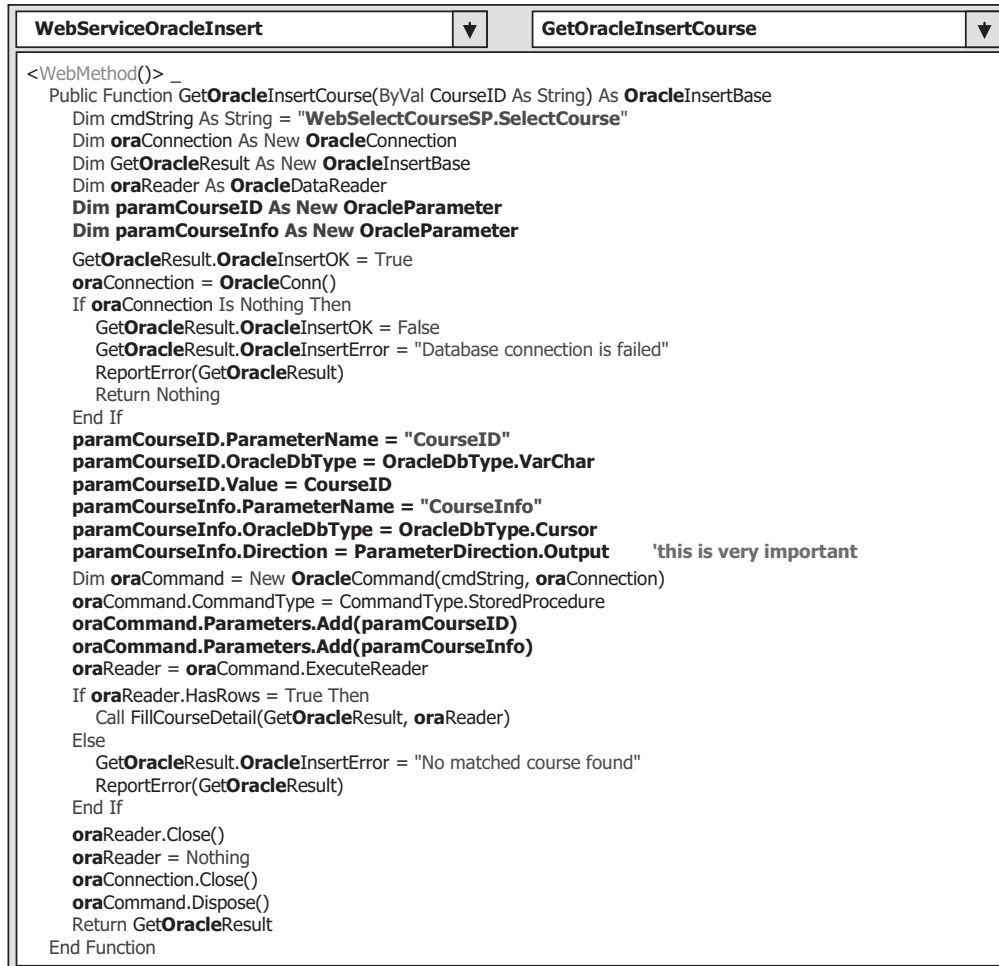 WebServiceOracleInsert GetOracleInsertCourse
<WebMethod()> _
Public Function GetOracleInsertCourse(ByVal CourseID As String) As OracleInsertBase
Dim cmdString As String = "WebSelectCourseSP.SelectCourse"
Dim oraConnection As New OracleConnection
Dim GetOracleResult As New OracleInsertBase
Dim oraReader As OracleDataReader
Dim paramCourseID As New OracleParameter
Dim paramCourseInfo As New OracleParameter
GetOracleResult.OracleInsertOK = True
oraConnection = OracleConn()
If oraConnection Is Nothing Then
GetOracleResult.OracleInsertOK = False
GetOracleResult.OracleInsertError = "Database connection is failed"
ReportError(GetOracleResult)
Return Nothing
End If
paramCourseID.ParameterName = "CourseID"
paramCourseID.OracleDbType = OracleDbType.VarChar
paramCourseID.Value = CourseID
paramCourseInfo.ParameterName = "CourseInfo"
paramCourseInfo.OracleDbType = OracleDbType.Cursor
paramCourseInfo.Direction = ParameterDirection.Output 'this is very important
Dim oraCommand = New OracleCommand(cmdString, oraConnection)
oraCommand.CommandType = CommandType.StoredProcedure
oraCommand.Parameters.Add(paramCourseID)
oraCommand.Parameters.Add(paramCourseInfo)
oraReader = oraCommand.ExecuteReader
If oraReader.HasRows = True Then
Call FillCourseDetail(GetOracleResult, oraReader)
Else
GetOracleResult.OracleInsertError = "No matched course found"
ReportError(GetOracleResult)
End If
oraReader.Close()
oraReader = Nothing
oraConnection.Close()
oraCommand.Dispose()
Return GetOracleResult
End Function